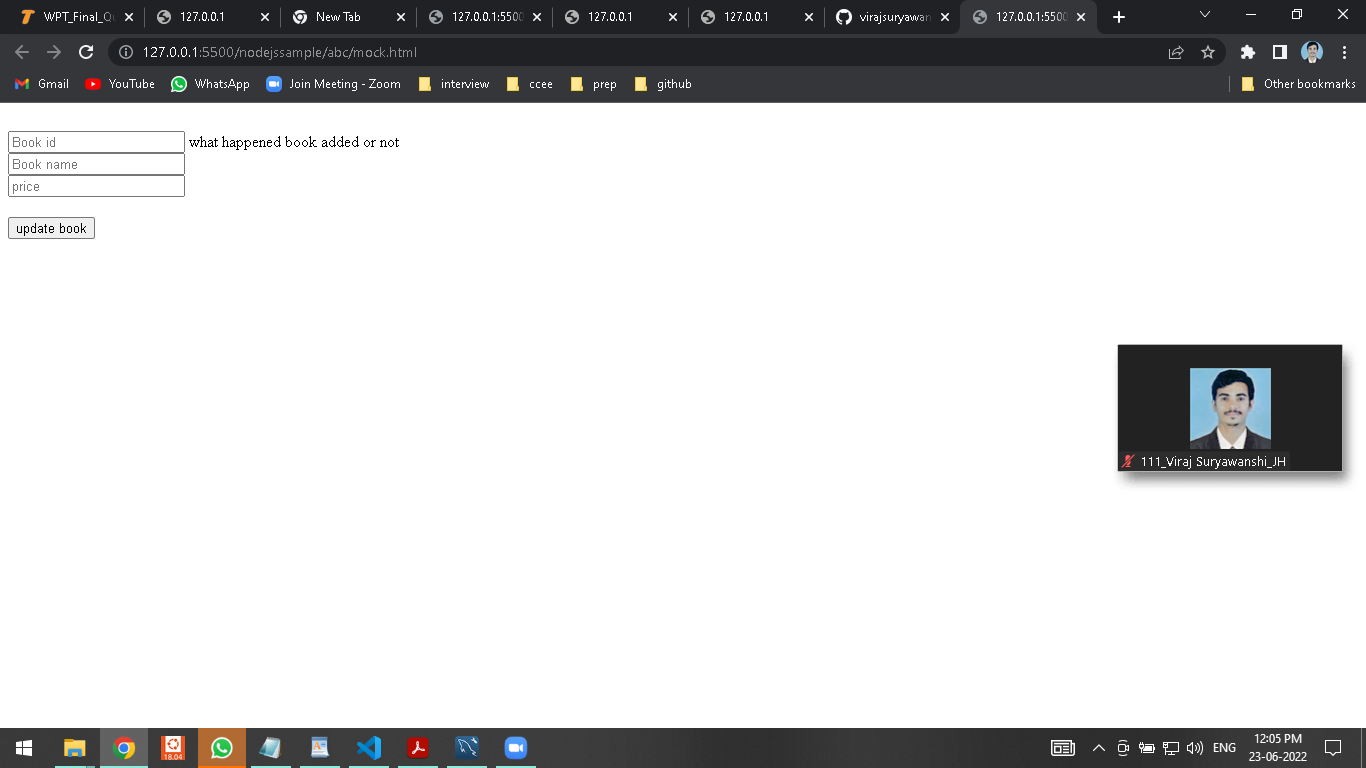 WPT_Final_Qu
127.0.0.1
New Tab
127.0.0.1:5500
127.0.0.1
127.0.0.1
virajsuryawan
127.0.0.1:5500
127.0.0.1:5500/nodejssample/abc/mock.html
Gmail
YouTube
WhatsApp
Join Meeting - Zoom
interview
ccee
prep
github
Other bookmarks
Book id what happened book added or not
Book name
price
update book
111_Viraj Suryawanshi_JH
18.04
ENG
12:05 PM
23-06-2022